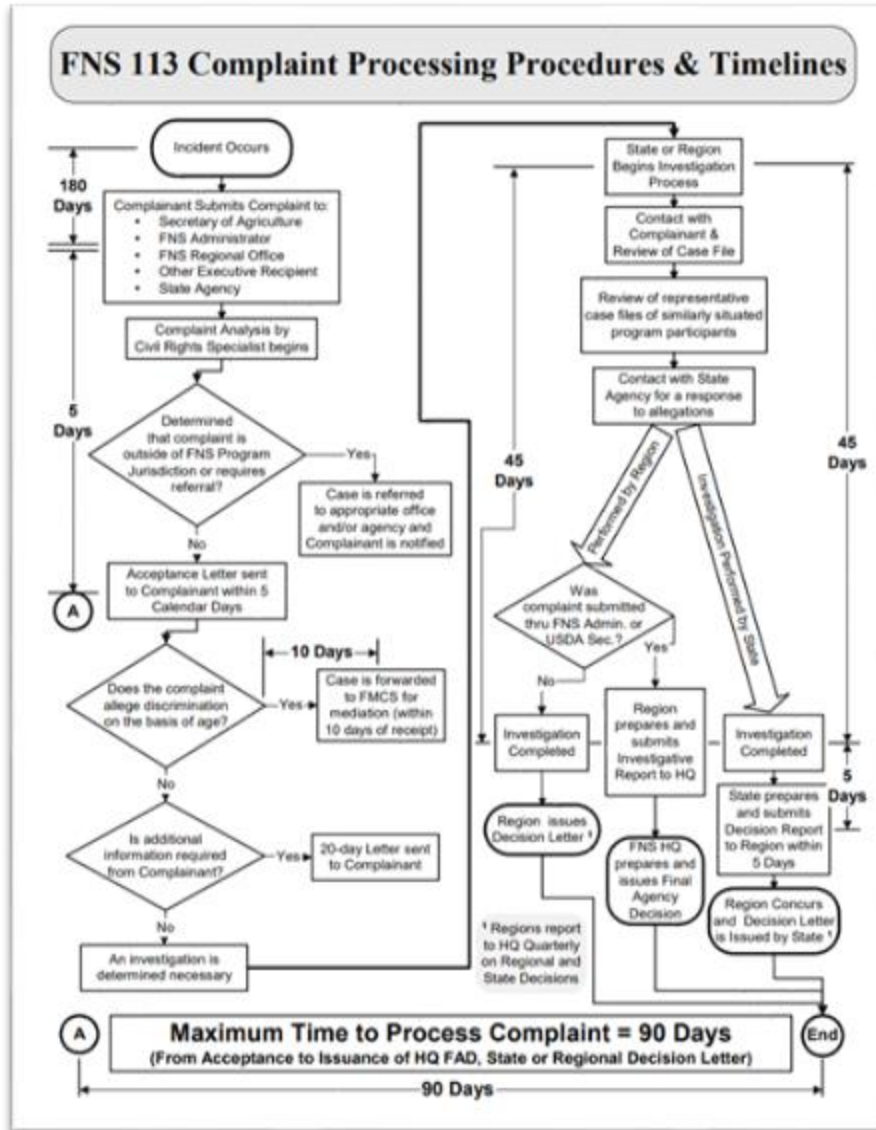 FNS 113 Complaint Processing Procedures & Timelines
Incident Occurs
180
Days
Complainant Submits Complaint to:
• Secretary of Agriculture
• FNS Administrator
• FNS Regional Office
• Other Executive Recipient
• State Agency
Complaint Analysis by
Civil Rights Specialist begins
5
Days
Determined
that complaint is
outside of FNS Program
Jurisdiction or requires
referral?
Yes
Case is referred
to appropriate office
and/or agency and
Complainant is notified
No
Acceptance Letter sent
to Complainant within 5
Calendar Days
A
10 Days
Does the complaint
allege discrimination
on the basis of age?
Yes
Case is forwarded
to FMCS for
mediation (within
10 days of receipt)
No
Is additional
information required
from Complainant?
Yes
20-day Letter sent
to Complainant
No
An investigation is
determined necessary
State or Region
Begins Investigation
Process
Contact with
Complainant &
Review of Case File
Review of representative
case files of similarly situated
program participants
Contact with State
Agency for a response
to allegations
45
Days
45
Days
Performed by Region
Investigation Performed by State
Was
complaint submitted
thru FNS Admin. or
USDA Sec.?
No
Yes
Investigation
Completed
Region
prepares and
submits
Investigative
Report to HQ
Investigation
Completed
5
Days
Region issues
Decision Letter ¹
FNS HQ
prepares and
issues Final
Agency
Decision
State prepares
and submits
Decision Report
to Region within
5 Days
Region Concurs
and Decision Letter
is Issued by State ¹
¹ Regions report
to HQ Quarterly
on Regional and
State Decisions
A
Maximum Time to Process Complaint = 90 Days
(From Acceptance to Issuance of HQ FAD, State or Regional Decision Letter)
End
90 Days